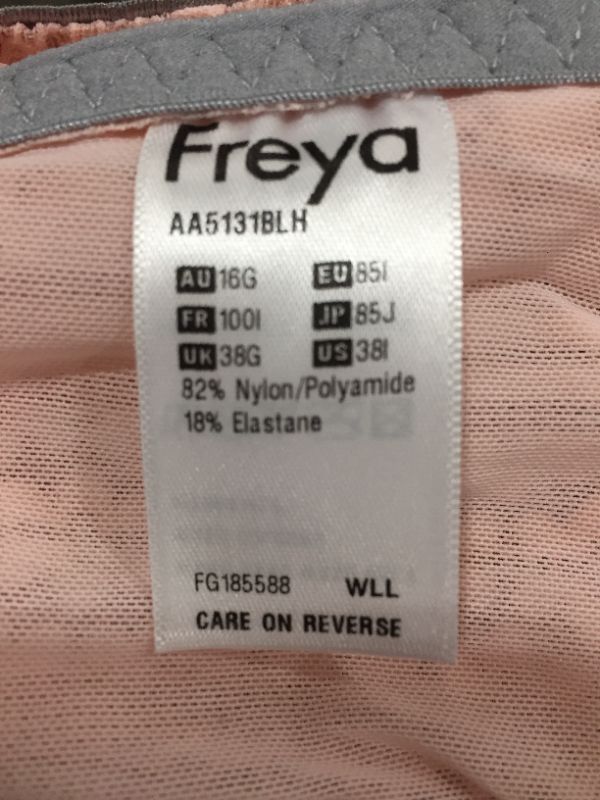 Freya
AA5131BLH
AU 16G EU 85I
FR 100I JP 85J
UK 38G US 38I
82% Nylon/Polyamide
18% Elastane
FG185588 WLL
CARE ON REVERSE